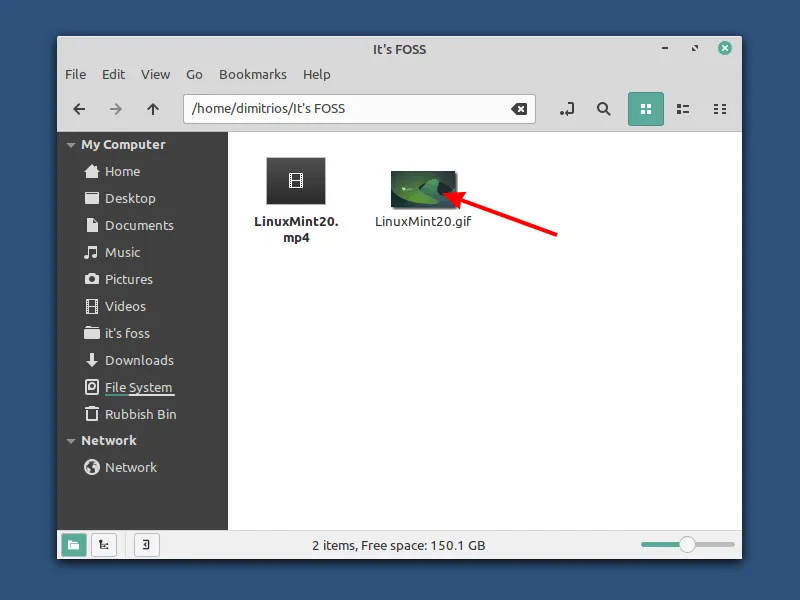 It's FOSS
File Edit View Go Bookmarks Help
/home/dimitrios/It's FOSS
My Computer
Home
Desktop
Documents
Music
Pictures
Videos
it's foss
Downloads
File System
Rubbish Bin
Network
Network
LinuxMint20.
mp4
LinuxMint20.gif
2 items, Free space: 150.1 GB